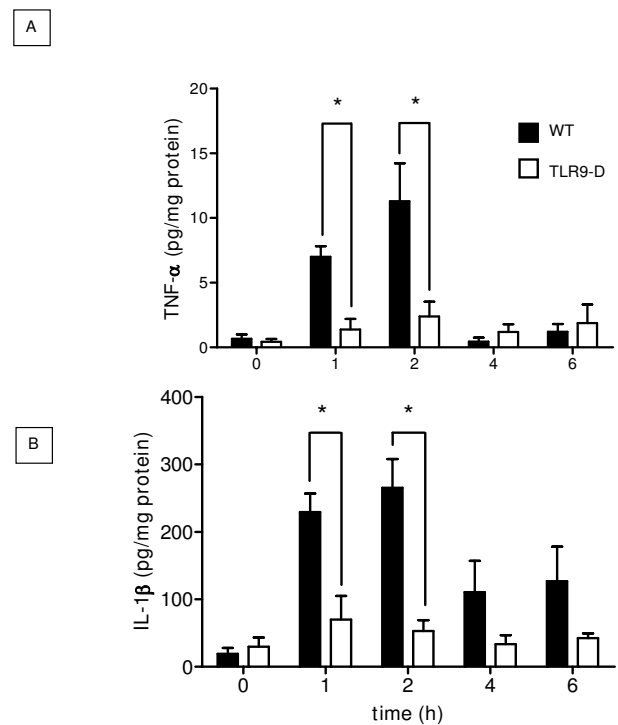 A
20
15
10
5
0
TNF-α (pg/mg protein)
* *
WT
TLR9-D
0 1 2 4 6
B
400
300
200
100
0
IL-1β (pg/mg protein)
* *
0 1 2 4 6
time (h)